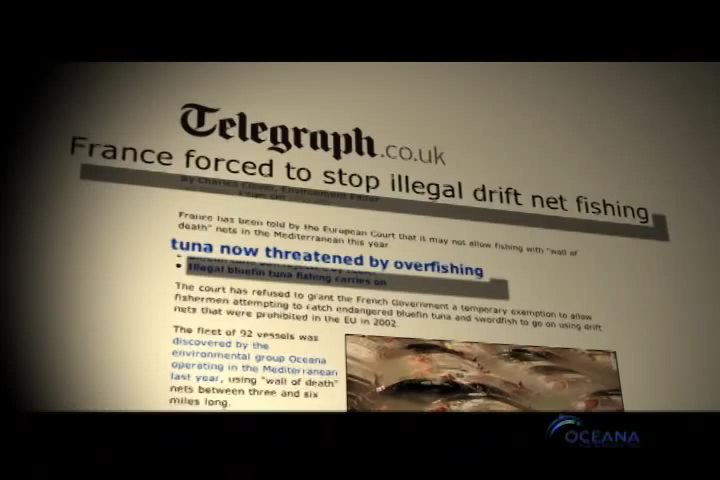 Telegraph.co.uk
France forced to stop illegal drift net fishing
By Charles Clover, Environment Editor
France has been told by the European Court that it may not allow fishing with "wall of
death" nets in the Mediterranean this year
tuna now threatened by overfishing
Illegal bluefin tuna fishing carries on
The court has refused to grant the French Government a temporary exemption to allow
fishermen attempting to catch endangered bluefin tuna and swordfish to go on using drift
nets that were prohibited in the EU in 2002.
The fleet of 92 vessels was
discovered by the
environmental group Oceana
operating in the Mediterranean
last year, using "wall of death"
nets between three and six
miles long.
OCEANA